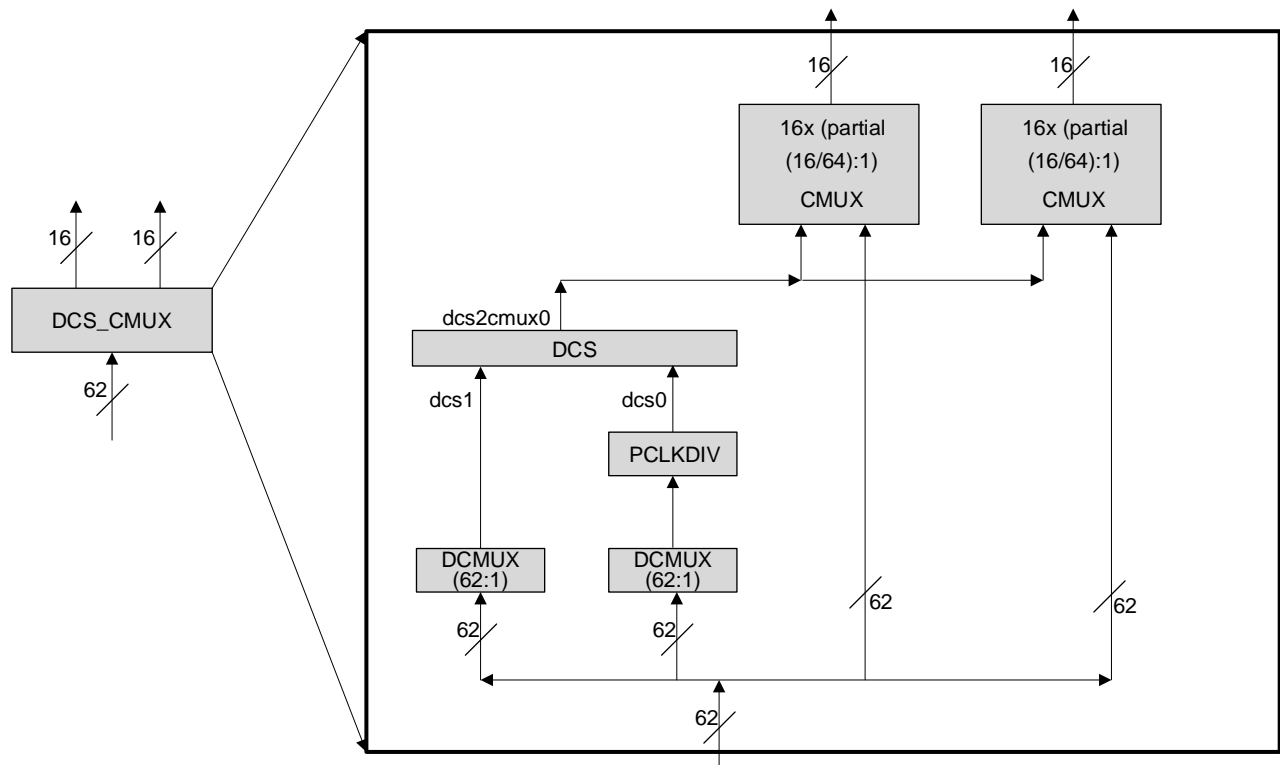 16
16
DCS_CMUX
62
16
16
16x (partial
(16/64):1)
CMUX
16x (partial
(16/64):1)
CMUX
dcs2cmux0
DCS
dcs1
dcs0
PCLKDIV
DCMUX
(62:1)
DCMUX
(62:1)
62
62
62
62
62